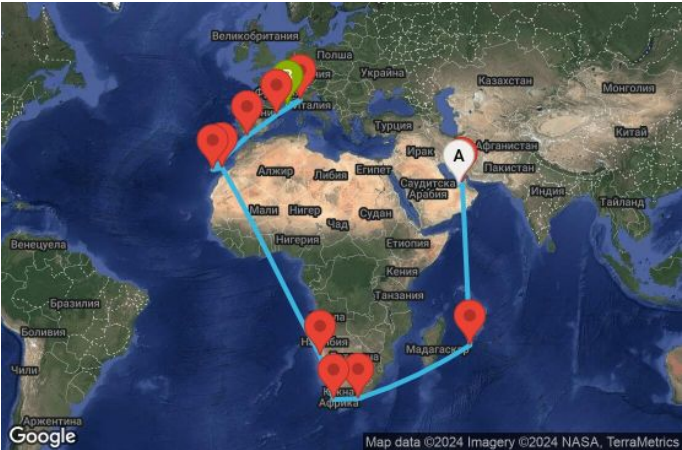 Великобритания
Полша
Украйна
Казахстан
Монголия
Италия
Турция
Афганистан
Китай
Ирак
A
Пакистан
Алжир
Либия
Египет
Саудитска
Арабия
Индия
Тайланд
Мали
Нигер
Судан
Чад
Нигерия
Етиопия
Венецуела
Кения
Танзания
Бразилия
Боливия
Мадагаскар
Чили
Африка
Аржентина
Google
Map data ©2024 Imagery ©2024 NASA, TerraMetrics